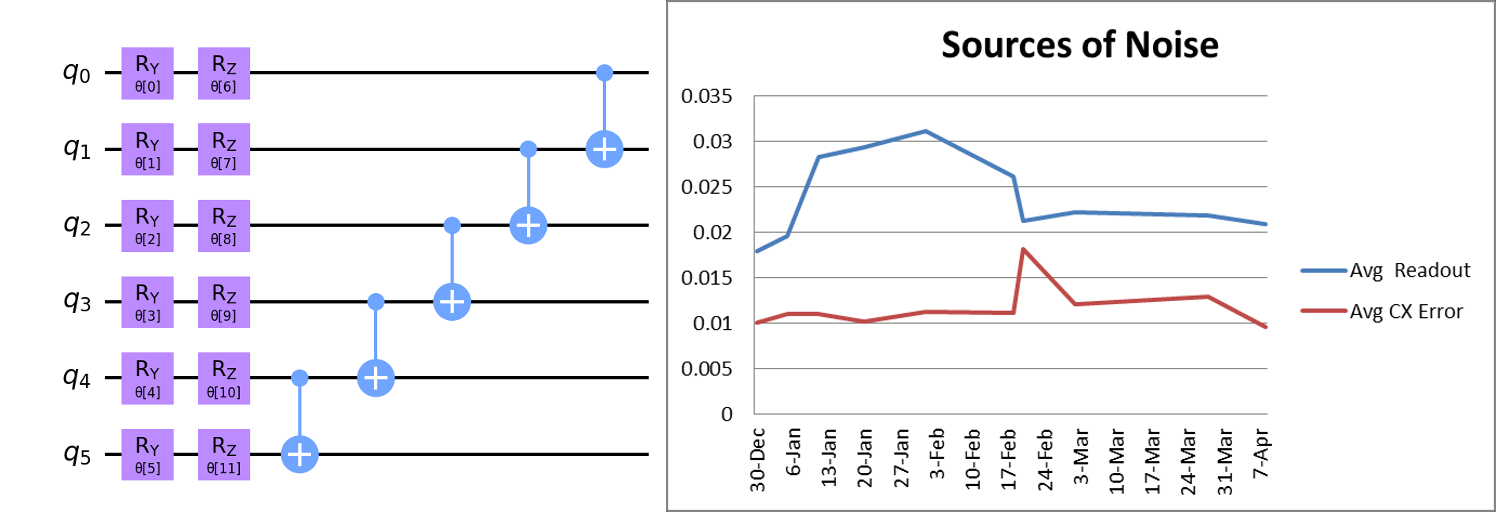 q0 RY θ[0] RZ θ[6]
q1 RY θ[1] RZ θ[7]
q2 RY θ[2] RZ θ[8]
q3 RY θ[3] RZ θ[9]
q4 RY θ[4] RZ θ[10]
q5 RY θ[5] RZ θ[11]
Sources of Noise
0.035
0.03
0.025
0.02
0.015
0.01
0.005
0
30-Dec
6-Jan
13-Jan
20-Jan
27-Jan
3-Feb
10-Feb
17-Feb
24-Feb
3-Mar
10-Mar
17-Mar
24-Mar
31-Mar
7-Apr
Avg Readout
Avg CX Error